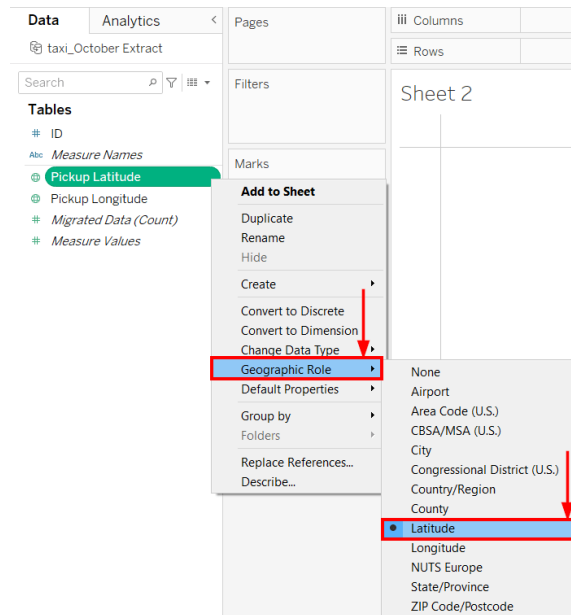 Data
Analytics
taxi_October Extract
Search
Tables
# ID
Abc Measure Names
Pickup Latitude
Pickup Longitude
# Migrated Data (Count)
# Measure Values
Pages
Filters
Marks
Columns
Rows
Sheet 2
Add to Sheet
Duplicate
Rename
Hide
Create
Convert to Discrete
Convert to Dimension
Change Data Type
Geographic Role
Default Properties
Group by
Folders
Replace References...
Describe...
None
Airport
Area Code (U.S.)
CBSA/MSA (U.S.)
City
Congressional District (U.S.)
Country/Region
County
Latitude
Longitude
NUTS Europe
State/Province
ZIP Code/Postcode